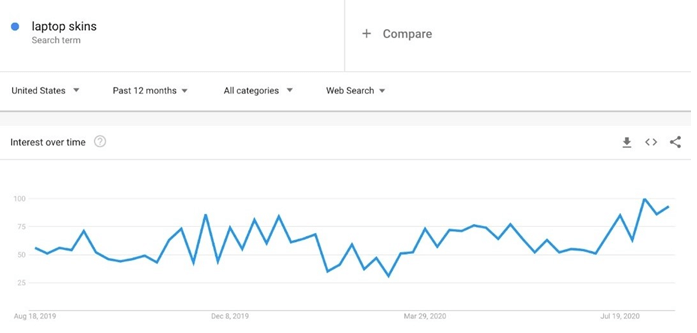 laptop skins
Search term
+ Compare
United States
Past 12 months
All categories
Web Search
Interest over time
?
100
75
50
25
Aug 18, 2019
Dec 8, 2019
Mar 29, 2020
Jul 19, 2020